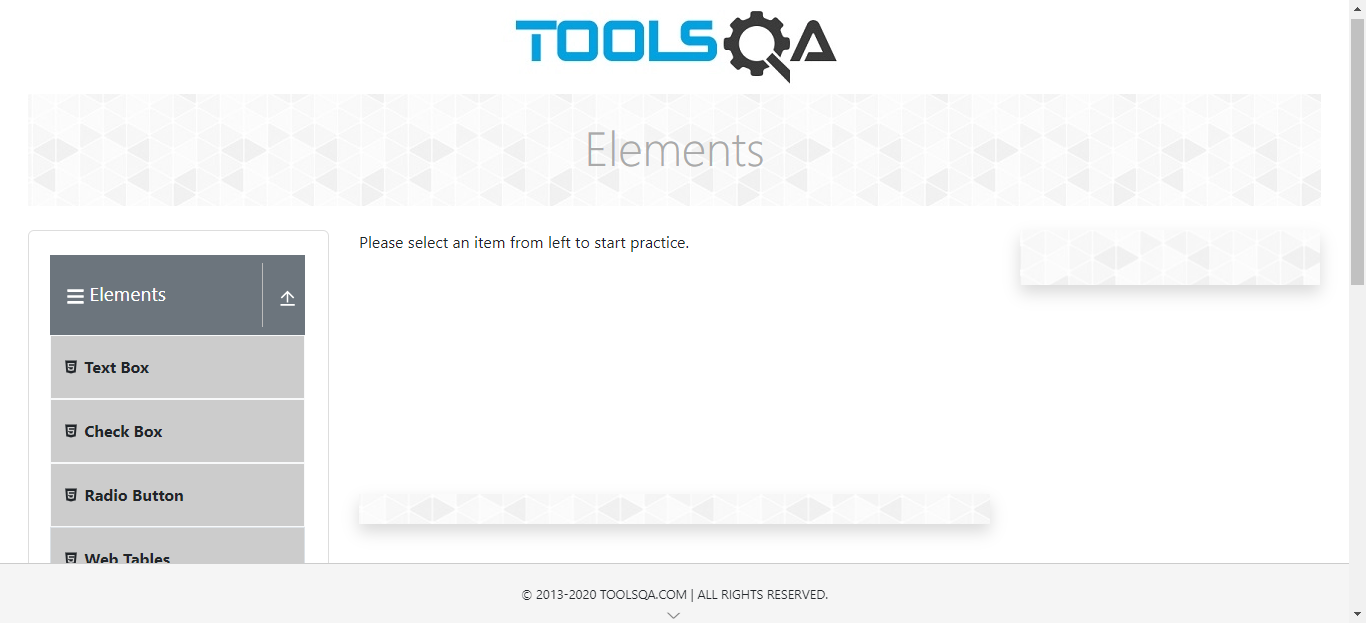 TOOLSQA
Elements
Please select an item from left to start practice.
Elements
Text Box
Check Box
Radio Button
Web Tables
© 2013-2020 TOOLSQA.COM | ALL RIGHTS RESERVED.